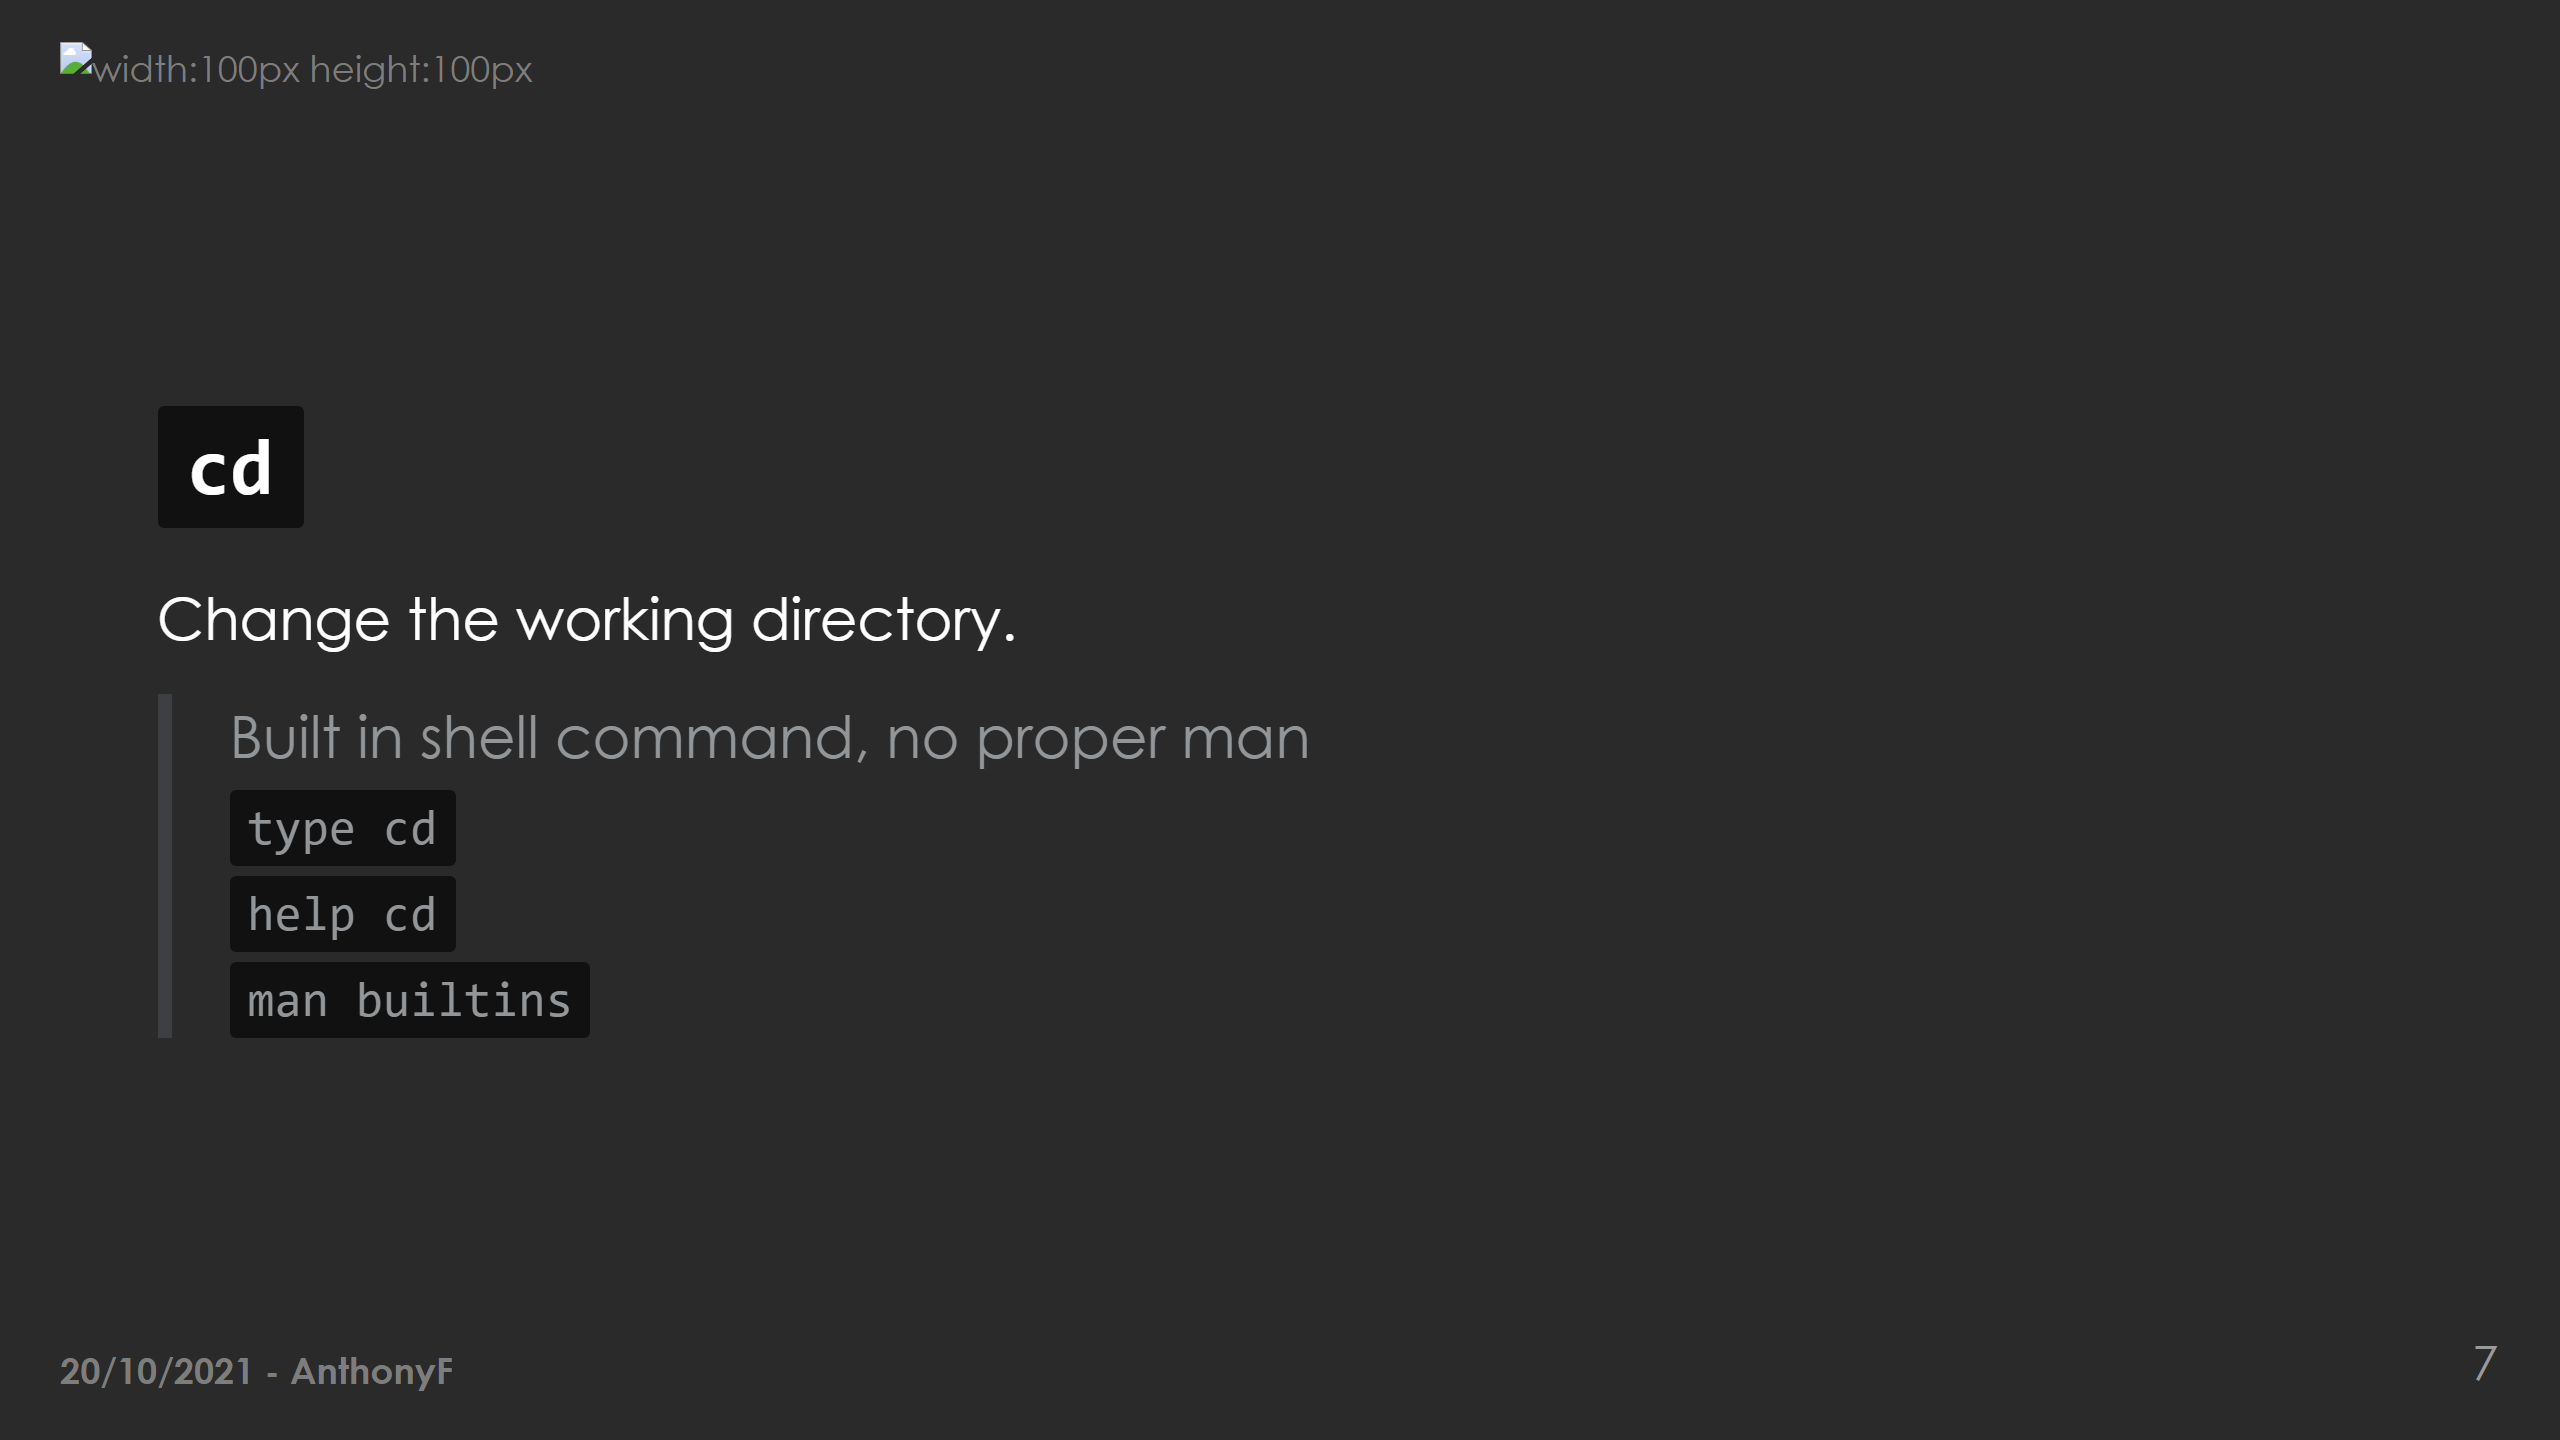 width:100px height:100px
cd
Change the working directory.
Built in shell command, no proper man
type cd
help cd
man builtins
20/10/2021 - AnthonyF
7